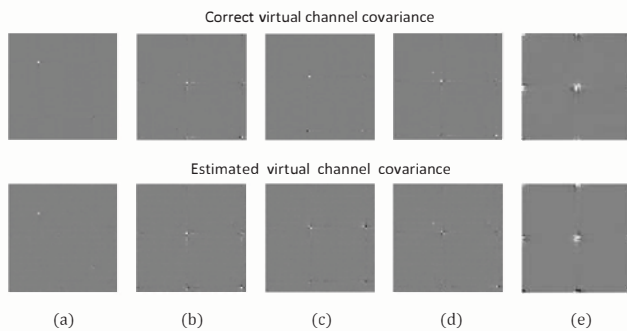 Correct virtual channel covariance
Estimated virtual channel covariance
(a) (b) (c) (d) (e)